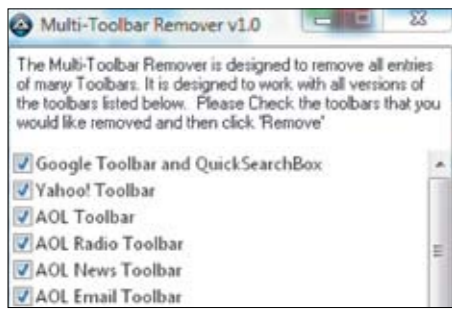 Multi-Toolbar Remover v1.0
The Multi-Toolbar Remover is designed to remove all entries
of many Toolbars. It is designed to work with all versions of
the toolbars listed below. Please Check the toolbars that you
would like removed and then click 'Remove'
Google Toolbar and QuickSearchBox
Yahoo! Toolbar
AOL Toolbar
AOL Radio Toolbar
AOL News Toolbar
AOL Email Toolbar